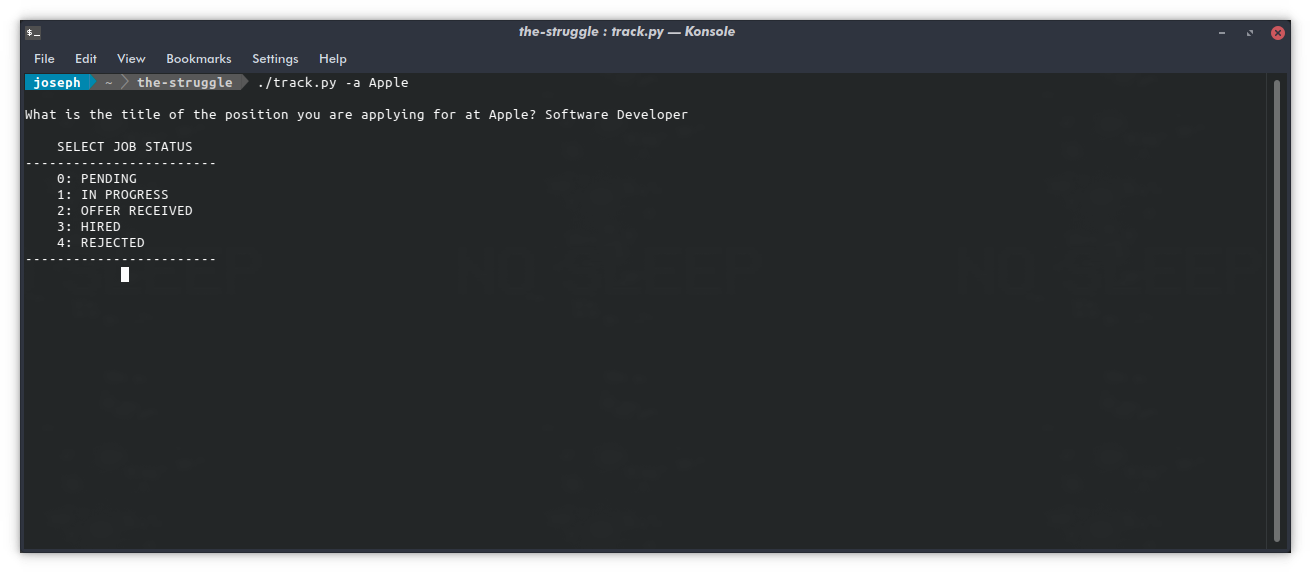 $_ the-struggle : track.py — Konsole
File Edit View Bookmarks Settings Help
joseph ~ the-struggle ./track.py -a Apple
What is the title of the position you are applying for at Apple? Software Developer
SELECT JOB STATUS
------------------------
0: PENDING
1: IN PROGRESS
2: OFFER RECEIVED
3: HIRED
4: REJECTED
------------------------
NO SLEEP